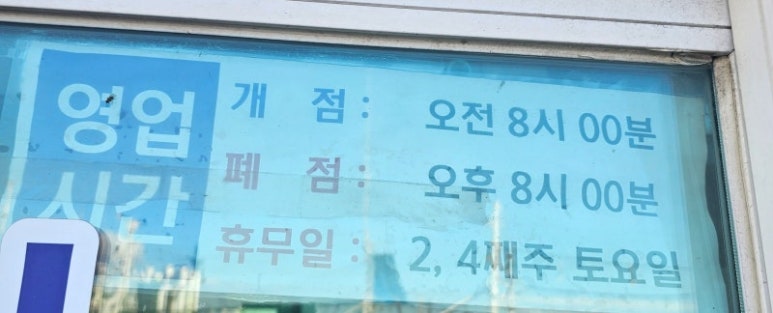 영업
시간
개 점 : 오전 8시 00분
폐 점 : 오후 8시 00분
휴무일 : 2, 4째주 토요일